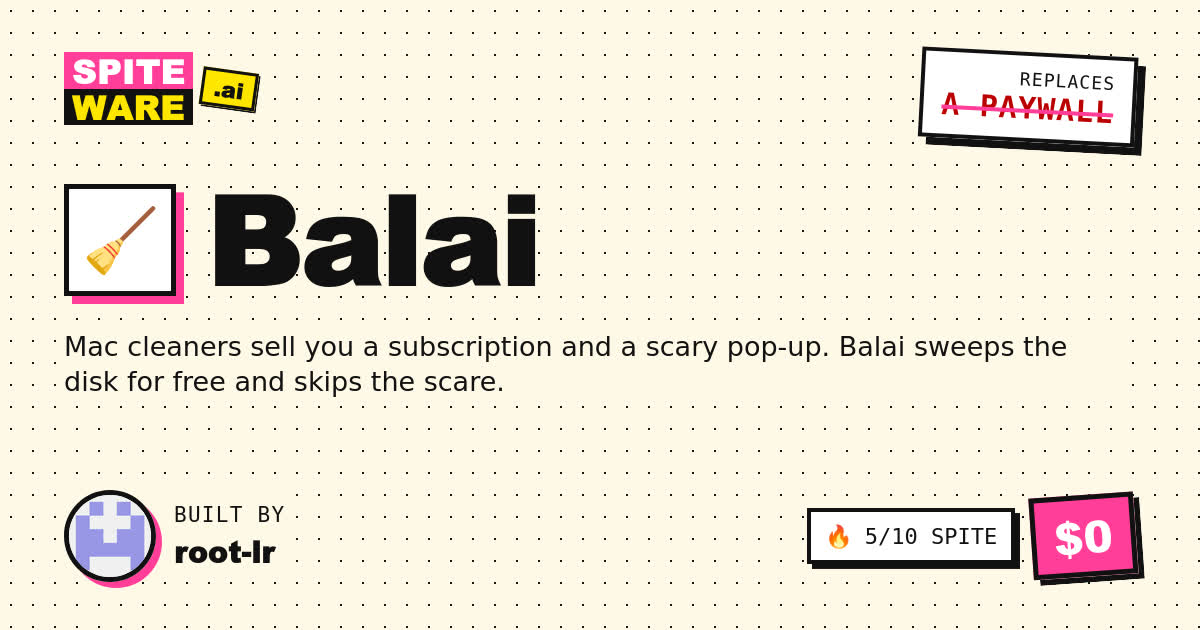 SPITE
WARE
.ai
REPLACES
A PAYWALL
Balai
Mac cleaners sell you a subscription and a scary pop-up. Balai sweeps the
disk for free and skips the scare.
BUILT BY
root-lr
5/10 SPITE
$0